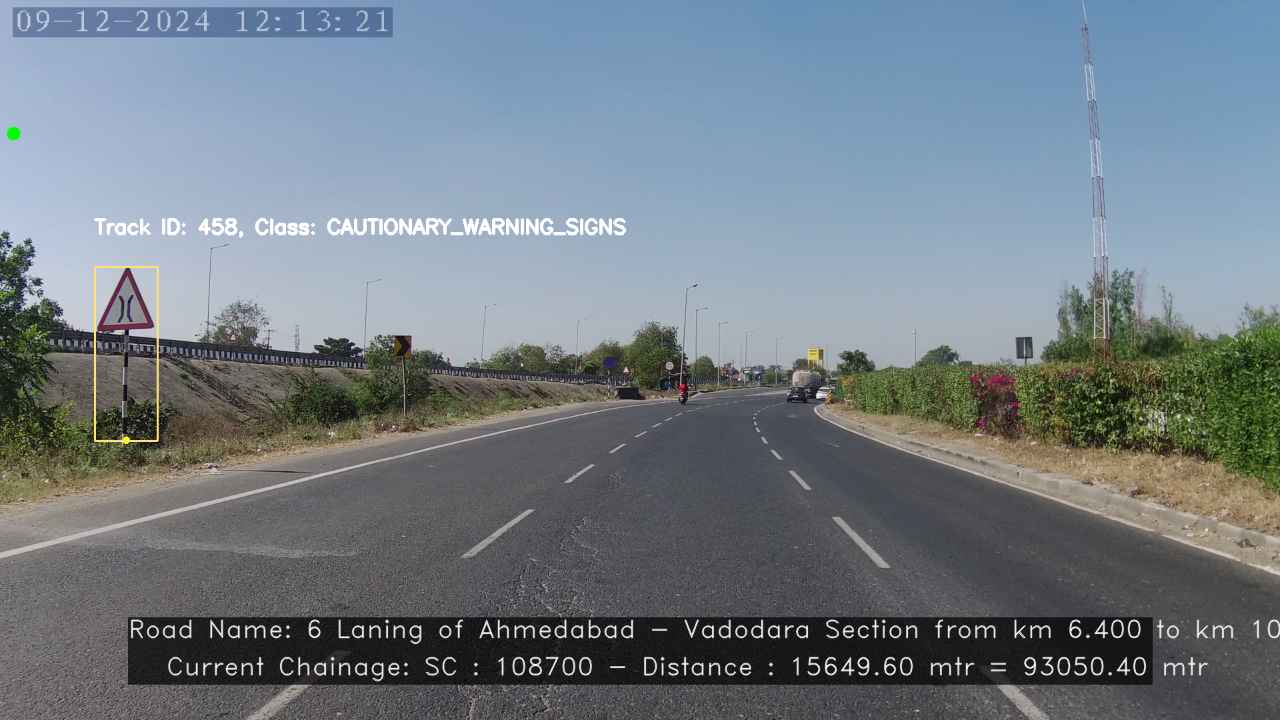 09-12-2024 12:13:21
Track ID: 458, Class: CAUTIONARY_WARNING_SIGNS
Road Name: 6 Laning of Ahmedabad - Vadodara Section from km 6.400 to km 10
Current Chainage: SC : 108700 - Distance : 15649.60 mtr = 93050.40 mtr